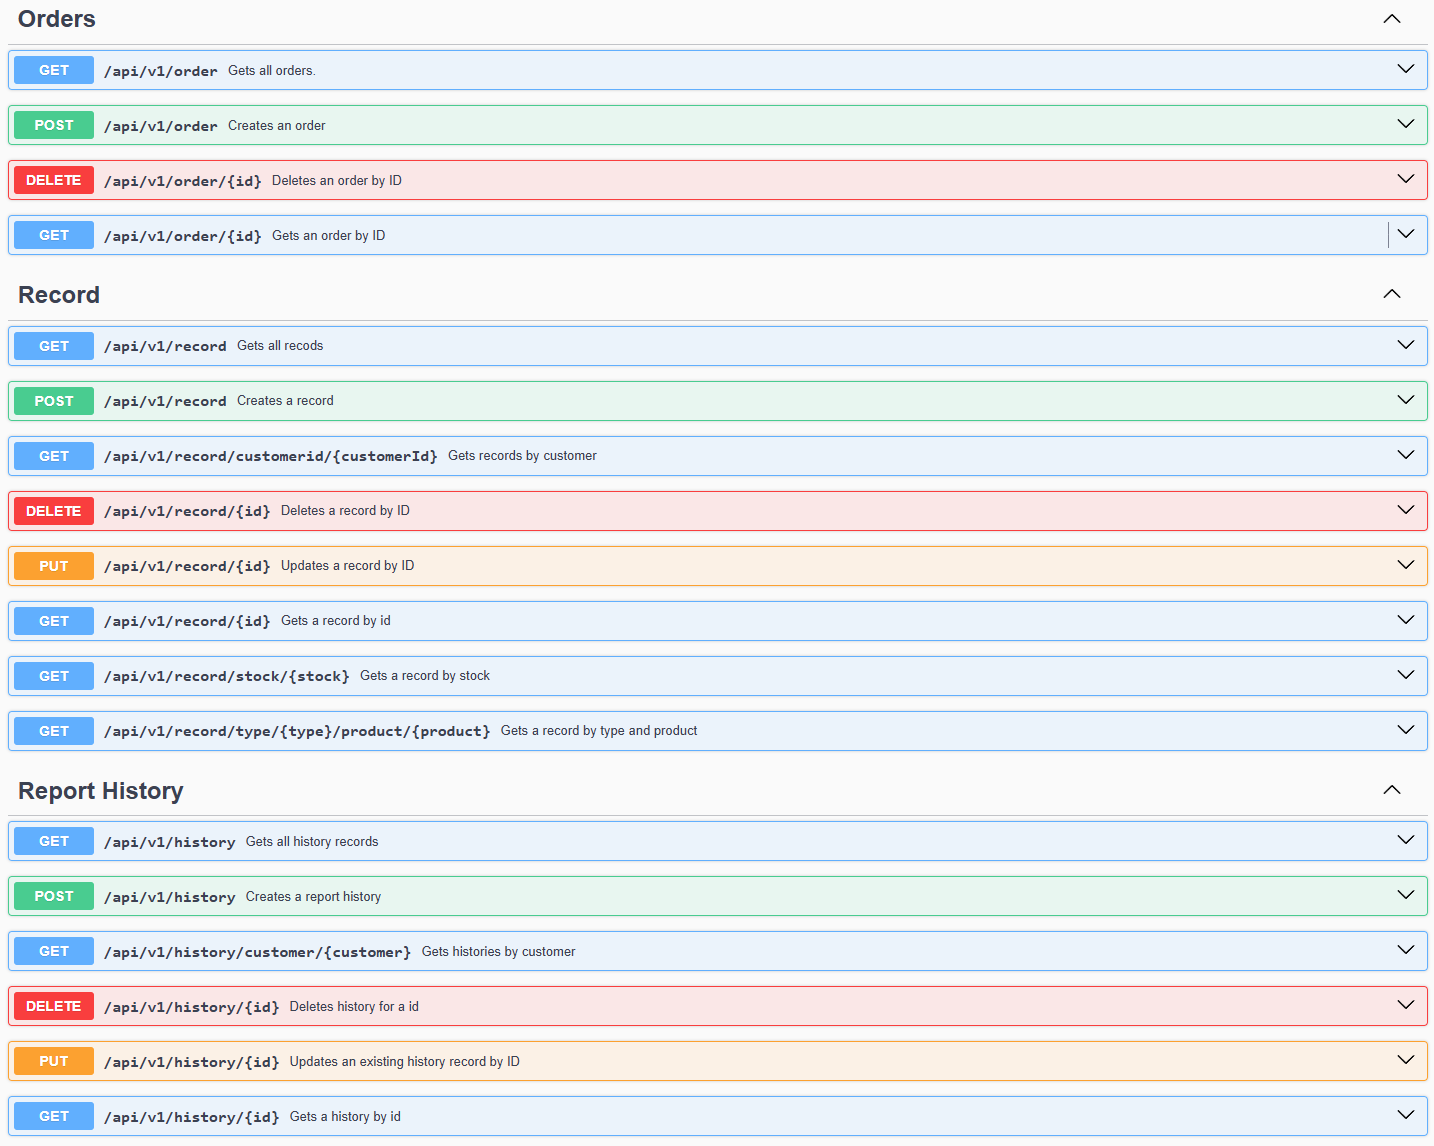 Orders
GET /api/v1/order Gets all orders.
POST /api/v1/order Creates an order
DELETE /api/v1/order/{id} Deletes an order by ID
GET /api/v1/order/{id} Gets an order by ID
Record
GET /api/v1/record Gets all recods
POST /api/v1/record Creates a record
GET /api/v1/record/customerid/{customerId} Gets records by customer
DELETE /api/v1/record/{id} Deletes a record by ID
PUT /api/v1/record/{id} Updates a record by ID
GET /api/v1/record/{id} Gets a record by id
GET /api/v1/record/stock/{stock} Gets a record by stock
GET /api/v1/record/type/{type}/product/{product} Gets a record by type and product
Report History
GET /api/v1/history Gets all history records
POST /api/v1/history Creates a report history
GET /api/v1/history/customer/{customer} Gets histories by customer
DELETE /api/v1/history/{id} Deletes history for a id
PUT /api/v1/history/{id} Updates an existing history record by ID
GET /api/v1/history/{id} Gets a history by id